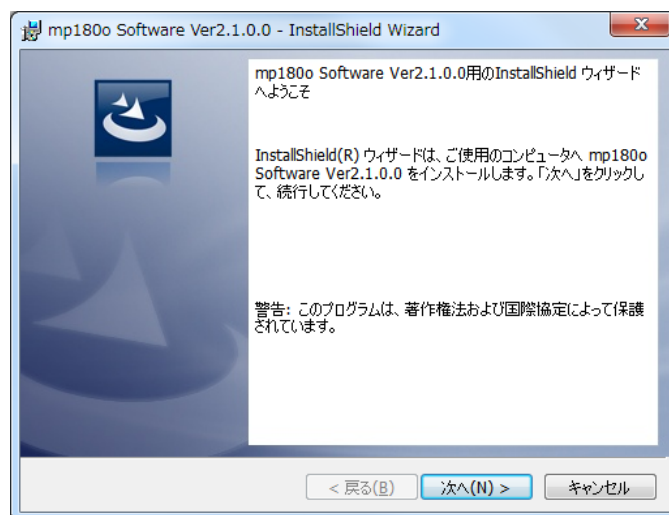 mp180o Software Ver2.1.0.0 - InstallShield Wizard
mp180o Software Ver2.1.0.0用のInstallShield ウィザード
へようこそ
InstallShield(R) ウィザードは、ご使用のコンピュータへ mp180o
Software Ver2.1.0.0 をインストールします。「次へ」をクリックし
て、続行してください。
警告: このプログラムは、著作権法および国際協定によって保護
されています。
< 戻る(B)
次へ(N) >
キャンセル